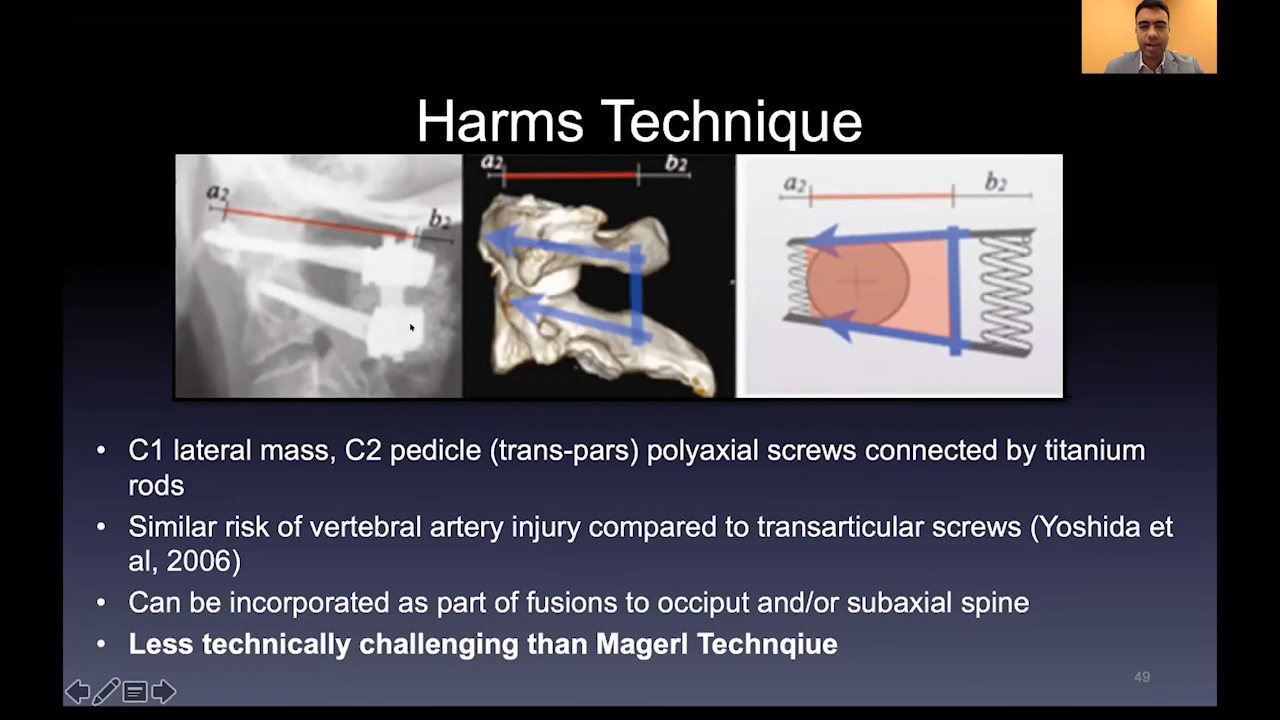 Harms Technique
a₂
b₂
a₂
b₂
a₂
b₂
• C1 lateral mass, C2 pedicle (trans-pars) polyaxial screws connected by titanium
rods
• Similar risk of vertebral artery injury compared to transarticular screws (Yoshida et
al, 2006)
• Can be incorporated as part of fusions to occiput and/or subaxial spine
• Less technically challenging than Magerl Technqiue
49